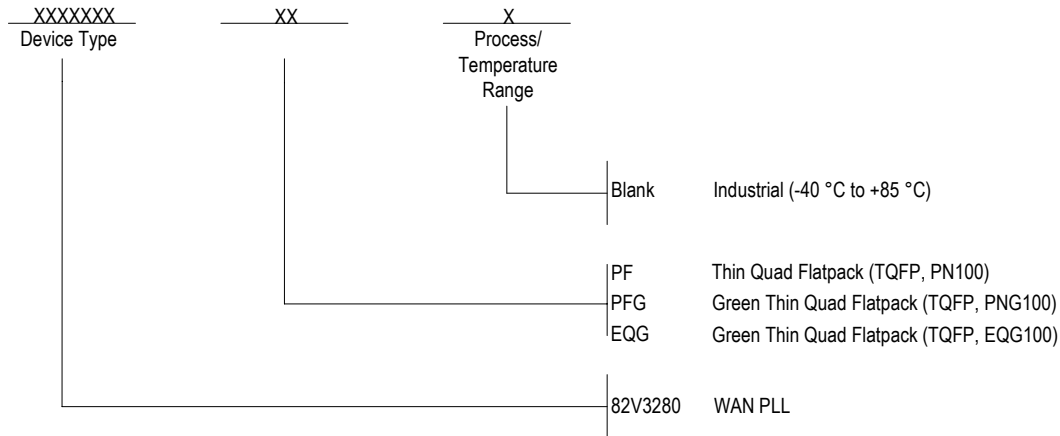 XXXXXXX XX X
Device Type Process/
Temperature
Range
Blank Industrial (-40 °C to +85 °C)
PF Thin Quad Flatpack (TQFP, PN100)
PFG Green Thin Quad Flatpack (TQFP, PNG100)
EQG Green Thin Quad Flatpack (TQFP, EQG100)
82V3280 WAN PLL